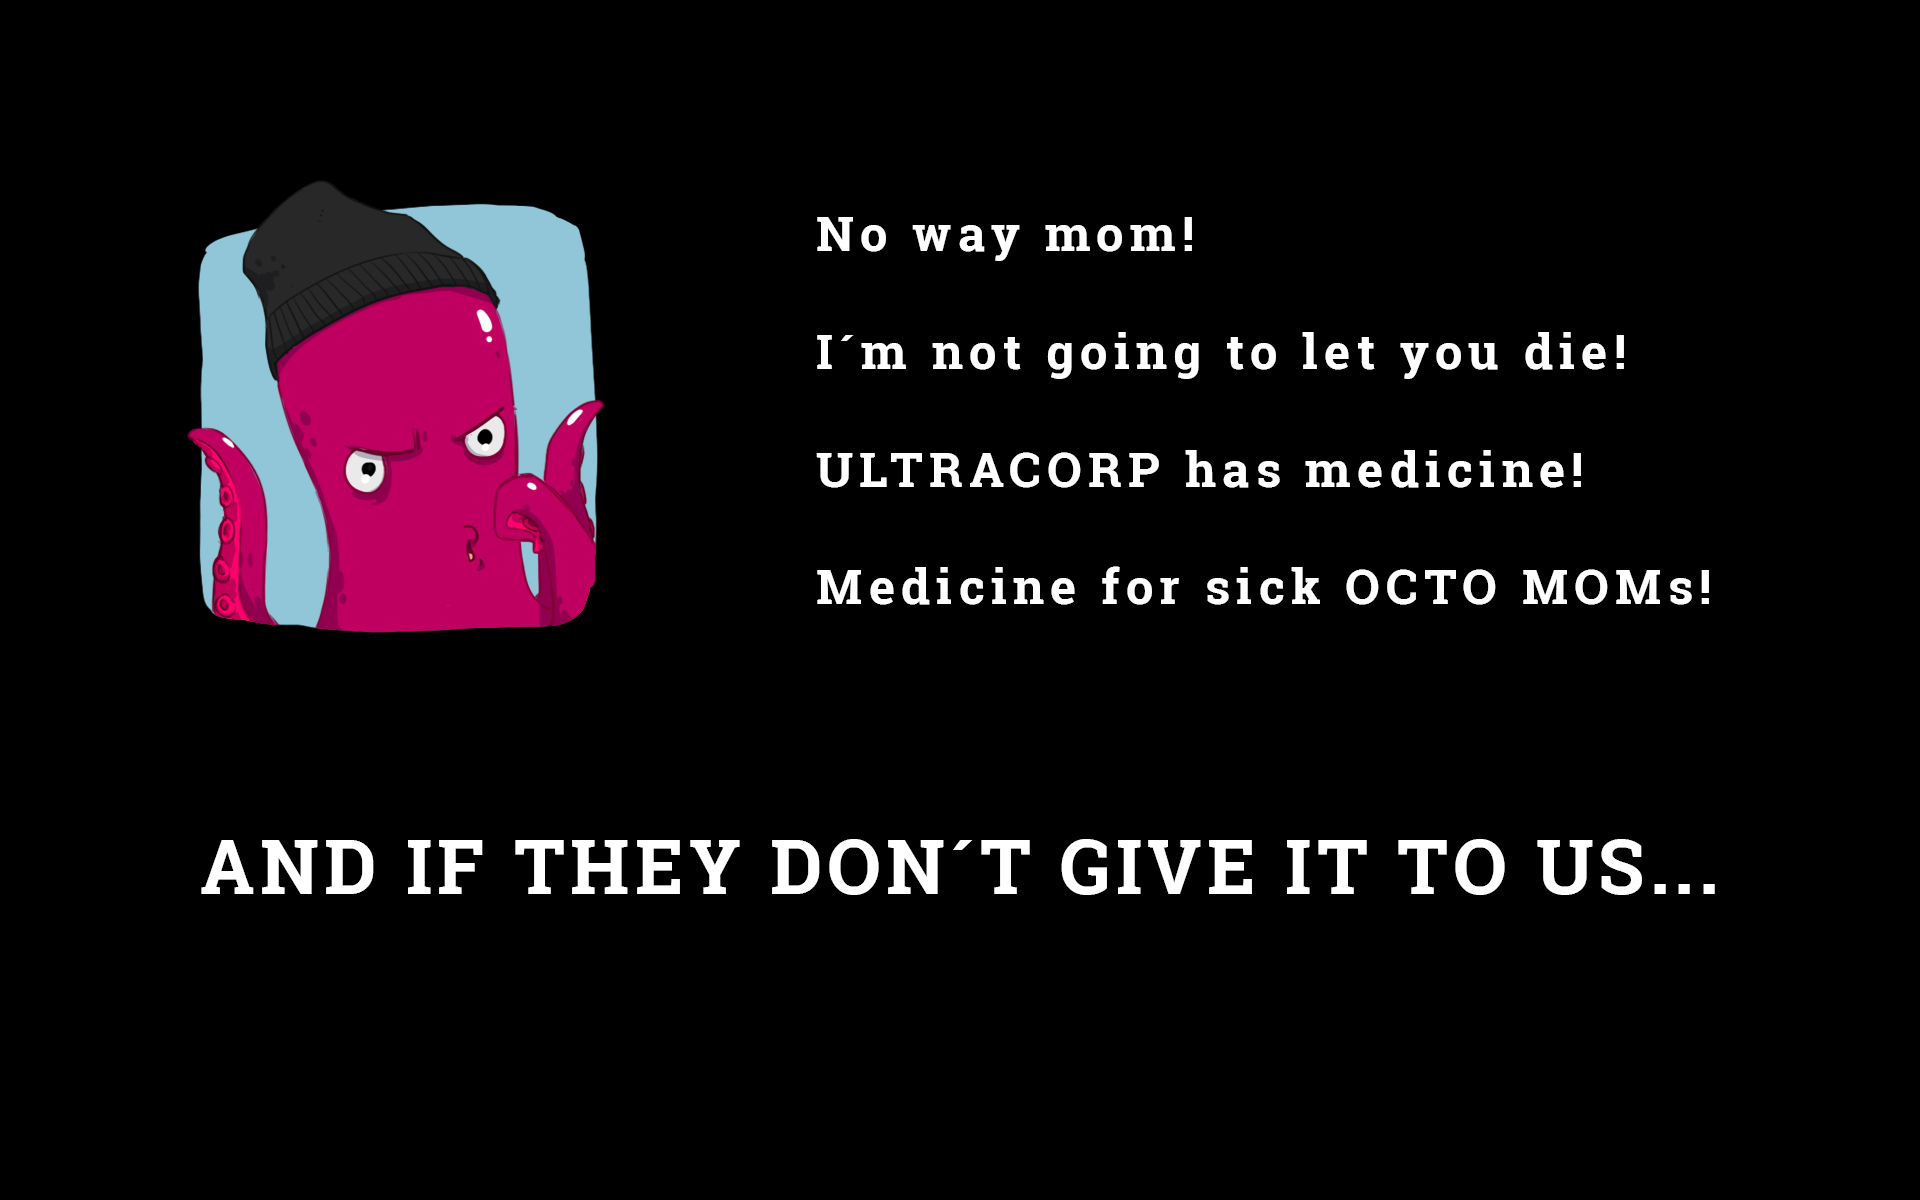 No way mom!
I´m not going to let you die!
ULTRACORP has medicine!
Medicine for sick OCTO MOMs!
AND IF THEY DON´T GIVE IT TO US...